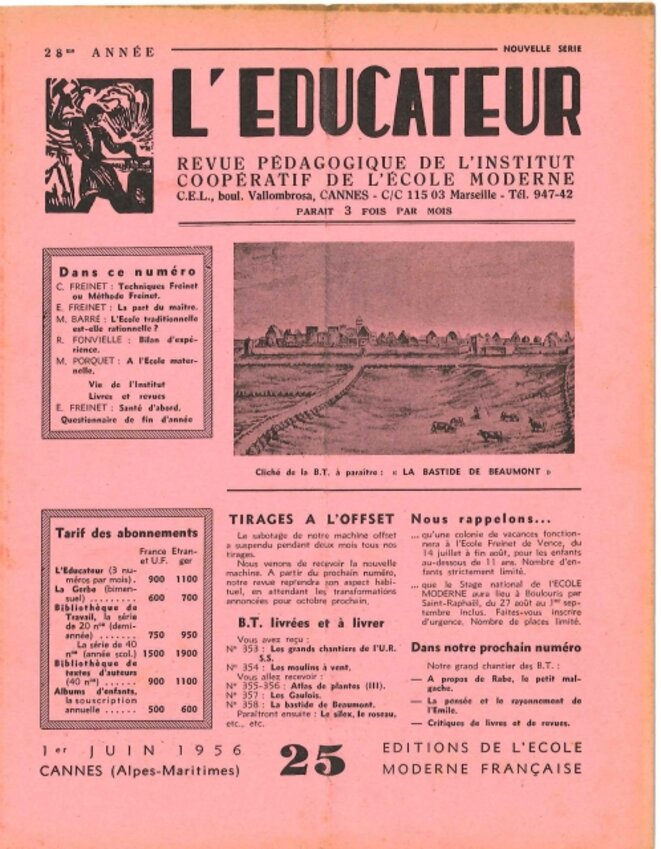 28me ANNÉE
NOUVELLE SÉRIE
L'EDUCATEUR
REVUE PÉDAGOGIQUE DE L'INSTITUT
COOPÉRATIF DE L'ÉCOLE MODERNE
C.E.L., boul. Vallombrosa, CANNES - C/C 115 03 Marseille - Tél. 947-42
PARAIT 3 FOIS PAR MOIS
Dans ce numéro
C. FREINET : Techniques Freinet
ou Méthode Freinet.
E. FREINET : La part du maître.
M. BARRÉ : L'Ecole traditionnelle
est-elle rationnelle ?
R. FONVIELLE : Bilan d'expé-
rience.
M. PORQUET : A l'Ecole mater-
nelle.
Vie de l'Institut
Livres et revues
E. FREINET : Santé d'abord.
Questionnaire de fin d'année
Cliché de la B.T. à paraître : « LA BASTIDE DE BEAUMONT »
Tarif des abonnements
France et U.F.
Etran-ger
L'Educateur (3 nu-
méros par mois) . 900 1100
La Gerbe (bimen-
suel) ......... 600 700
Bibliothèque de
Travail, la série
de 20 nos (demi-
année) ....... 750 950
La série de 40
nos (année scol.) 1500 1900
Bibliothèque de
textes d'auteurs
(40 nos) ....... 900 1100
Albums d'enfants,
la souscription
annuelle ...... 500 600
TIRAGES A L'OFFSET
Le sabotage de notre machine offset
a suspendu pendant deux mois tous nos
tirages.
Nous venons de recevoir la nouvelle
machine. A partir du prochain numéro,
notre revue reprendra son aspect habi-
tuel, en attendant les transformations
annoncées pour octobre prochain.
B.T. livrées et à livrer
Vous avez reçu :
N° 353 : Les grands chantiers de l'U.R.
S.S.
N° 354 : Les moulins à vent.
Vous allez recevoir :
N° 355-356 : Atlas de plantes (III).
N° 357 : Les Gaulois.
N° 358 : La bastide de Beaumont.
Paraîtront ensuite : Le silex, le roseau,
etc., etc.
Nous rappelons...
... qu'une colonie de vacances fonction-
nera à l'Ecole Freinet de Vence, du
14 juillet à fin août, pour les enfants
au-dessous de 11 ans. Nombre d'en-
fants strictement limité.
... que le Stage national de l'ECOLE
MODERNE aura lieu à Boulouris par
Saint-Raphaël, du 27 août au 1er sep-
tembre inclus. Faites-vous inscrire
d'urgence. Nombre de places limité.
Dans notre prochain numéro
Notre grand chantier des B.T. :
— A propos de Rabe, le petit mal-
gache.
— La pensée et le rayonnement de
l'Emile.
— Critiques de livres et de revues.
1er JUIN 1956
CANNES (Alpes-Maritimes)
25
EDITIONS DE L'ECOLE
MODERNE FRANÇAISE